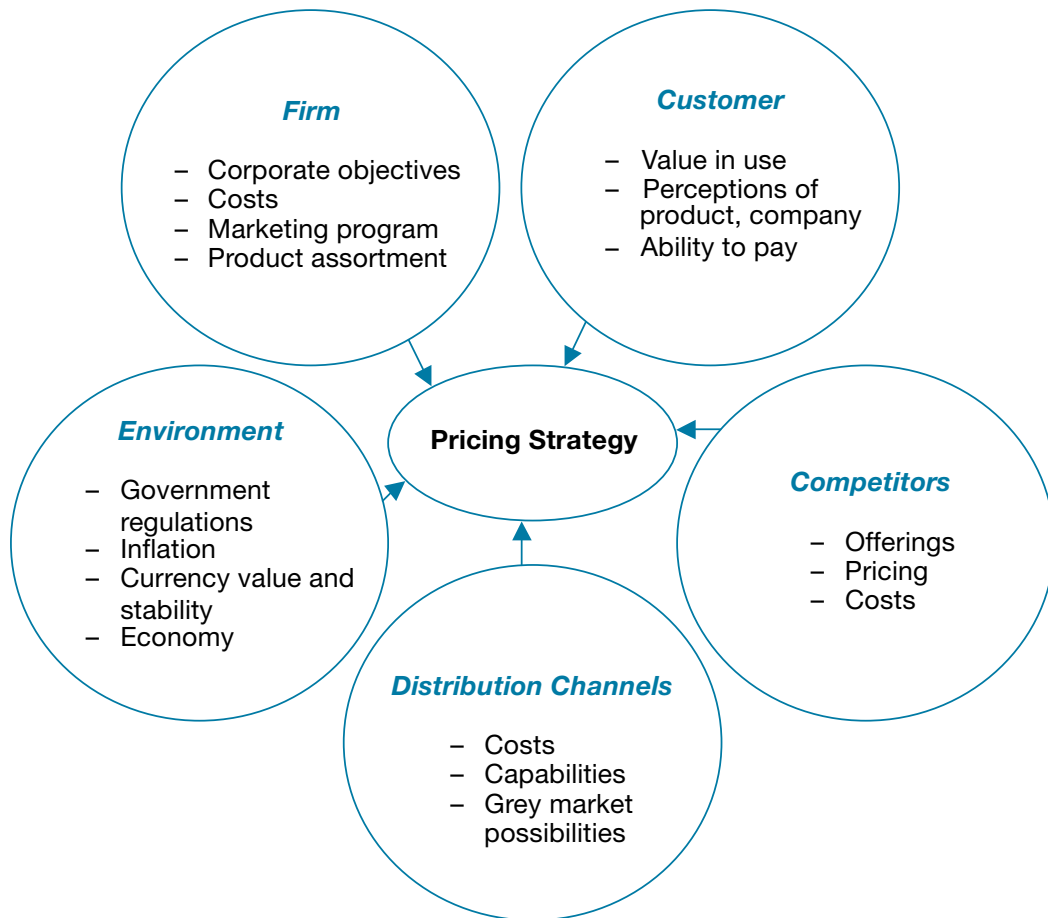 Firm
– Corporate objectives
– Costs
– Marketing program
– Product assortment
Customer
– Value in use
– Perceptions of
product, company
– Ability to pay
Environment
– Government
regulations
– Inflation
– Currency value and
stability
– Economy
Pricing Strategy
Competitors
– Offerings
– Pricing
– Costs
Distribution Channels
– Costs
– Capabilities
– Grey market
possibilities